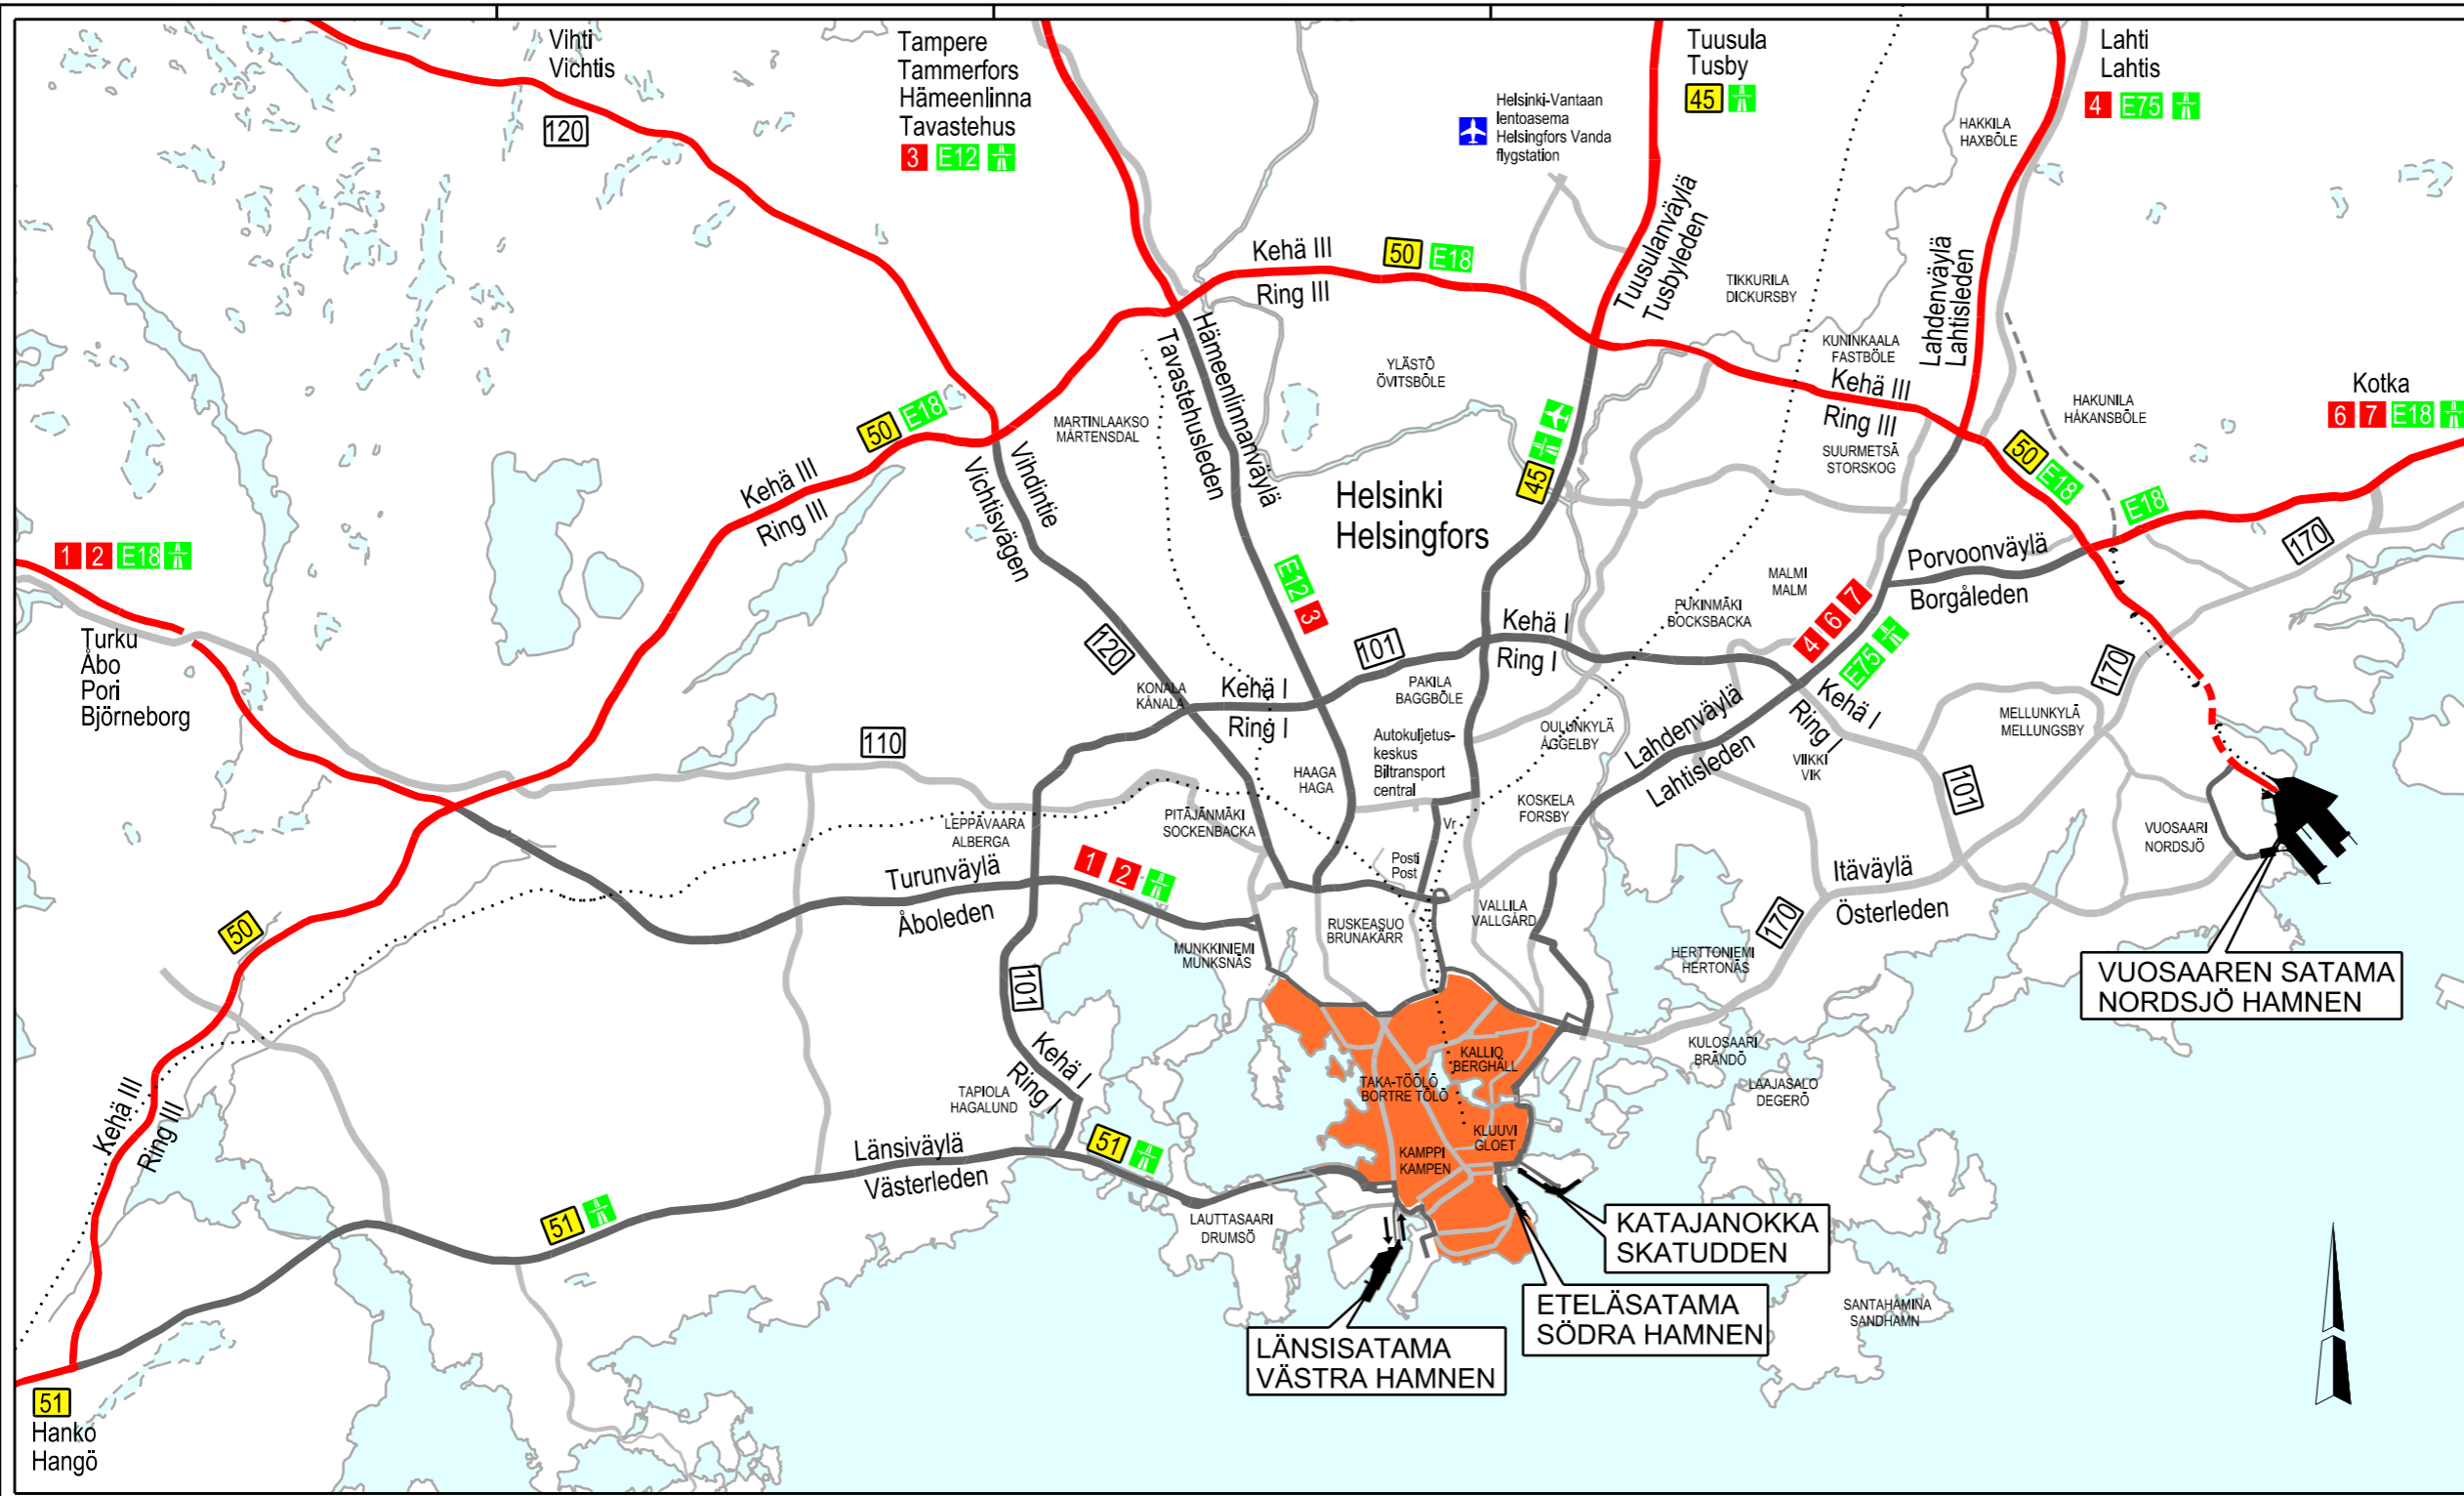 Vihti
Vichtis
120
Tampere
Tammerfors
Hämeenlinna
Tavastehus
3 E12
Helsinki-Vantaan
lentoasema
Helsingfors Vanda
flygstation
Tuusula
Tusby
45
Lahti
Lahtis
4 E75
HAKKILA
HAXBÖLE
Tuusulanväylä
Tusbyleden
Kehä III
50 E18
Ring III
TIKKURILA
DICKURSBY
Lahdenväylä
Lahtisleden
KUNINKAALA
FASTBÖLE
Kehä III
Ring III
Hämeenlinnanväylä
Tavastehusleden
YLÄSTÖ
ÖVITSBÖLE
Kotka
6 7 E18
HAKUNILA
HÅKANSBÖLE
50 E18
MARTINLAAKSO
MÅRTENSDAL
SUURMETSÄ
STORSKOG
50 E18
Kehä III
Ring III
Vihdintie
Vichtisvägen
45
Helsinki
Helsingfors
E18
170
1 2 E18
Turku
Åbo
Pori
Björneborg
E12 3
Porvoonväylä
Borgåleden
MALMI
MALM
PUKINMÄKI
BOCKSBACKA
4 6 7
E75
120
101
Kehä I
Ring I
KONALA
KÅNALA
Kehä I
Ring I
PAKILA
BAGGBÖLE
170
Kehä I
Ring I
MELLUNKYLÄ
MELLUNGSBY
110
Autokuljetus-
keskus
Biltransport
central
OULUNKYLÄ
ÅGGELBY
Lahdenväylä
Lahtisleden
VIIKKI
VIK
101
HAAGA
HAGA
KOSKELA
FORSBY
LEPPÄVAARA
ALBERGA
PITÄJÄNMÄKI
SOCKENBACKA
Vr
VUOSAARI
NORDSJÖ
Posti
Post
Turunväylä
Åboleden
1 2
Itäväylä
Österleden
170
50
RUSKEASUO
BRUNAKÄRR
VALLILA
VALLGÅRD
MUNKKINIEMI
MUNKSNÄS
HERTTONIEMI
HERTONÄS
VUOSAAREN SATAMA
NORDSJÖ HAMNEN
101
Kehä I
Ring I
KALLIO
BERGHÄLL
KULOSAARI
BRÄNDÖ
TAKA-TÖÖLÖ
BORTRE TÖLÖ
LAAJASALO
DEGERÖ
TAPIOLA
HAGALUND
Kehä III
Ring III
Länsiväylä
Västerleden
51
KLUUVI
GLOET
KAMPPI
KAMPEN
51
LAUTTASAARI
DRUMSÖ
KATAJANOKKA
SKATUDDEN
ETELÄSATAMA
SÖDRA HAMNEN
SANTAHAMINA
SANDHAMN
LÄNSISATAMA
VÄSTRA HAMNEN
51
Hanko
Hangö